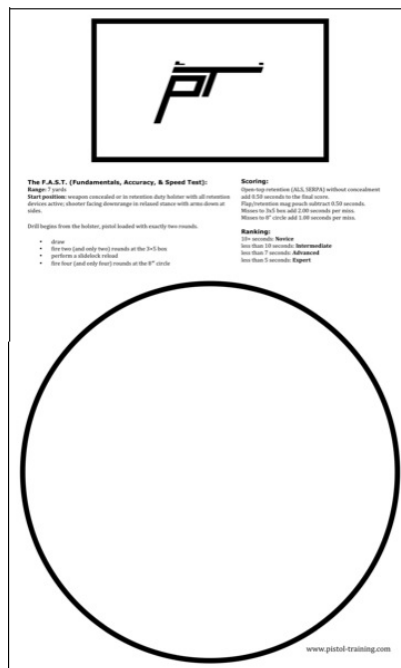 PT
The F.A.S.T. (Fundamentals, Accuracy, & Speed Test):
Range: 7 yards
Start position: weapon concealed or in retention duty holster with all retention
devices active; shooter facing downrange in relaxed stance with arms down at
sides.
Drill begins from the holster, pistol loaded with exactly two rounds.
• draw
• fire two (and only two) rounds at the 3×5 box
• perform a slidelock reload
• fire four (and only four) rounds at the 8" circle
Scoring:
Open-top retention (ALS, SERPA) without concealment
add 0.50 seconds to the final score.
Flap/retention mag pouch subtract 0.50 seconds.
Misses to 3x5 box add 2.00 seconds per miss.
Misses to 8" circle add 1.00 seconds per miss.
Ranking:
10+ seconds: Novice
less than 10 seconds: Intermediate
less than 7 seconds: Advanced
less than 5 seconds: Expert
www.pistol-training.com